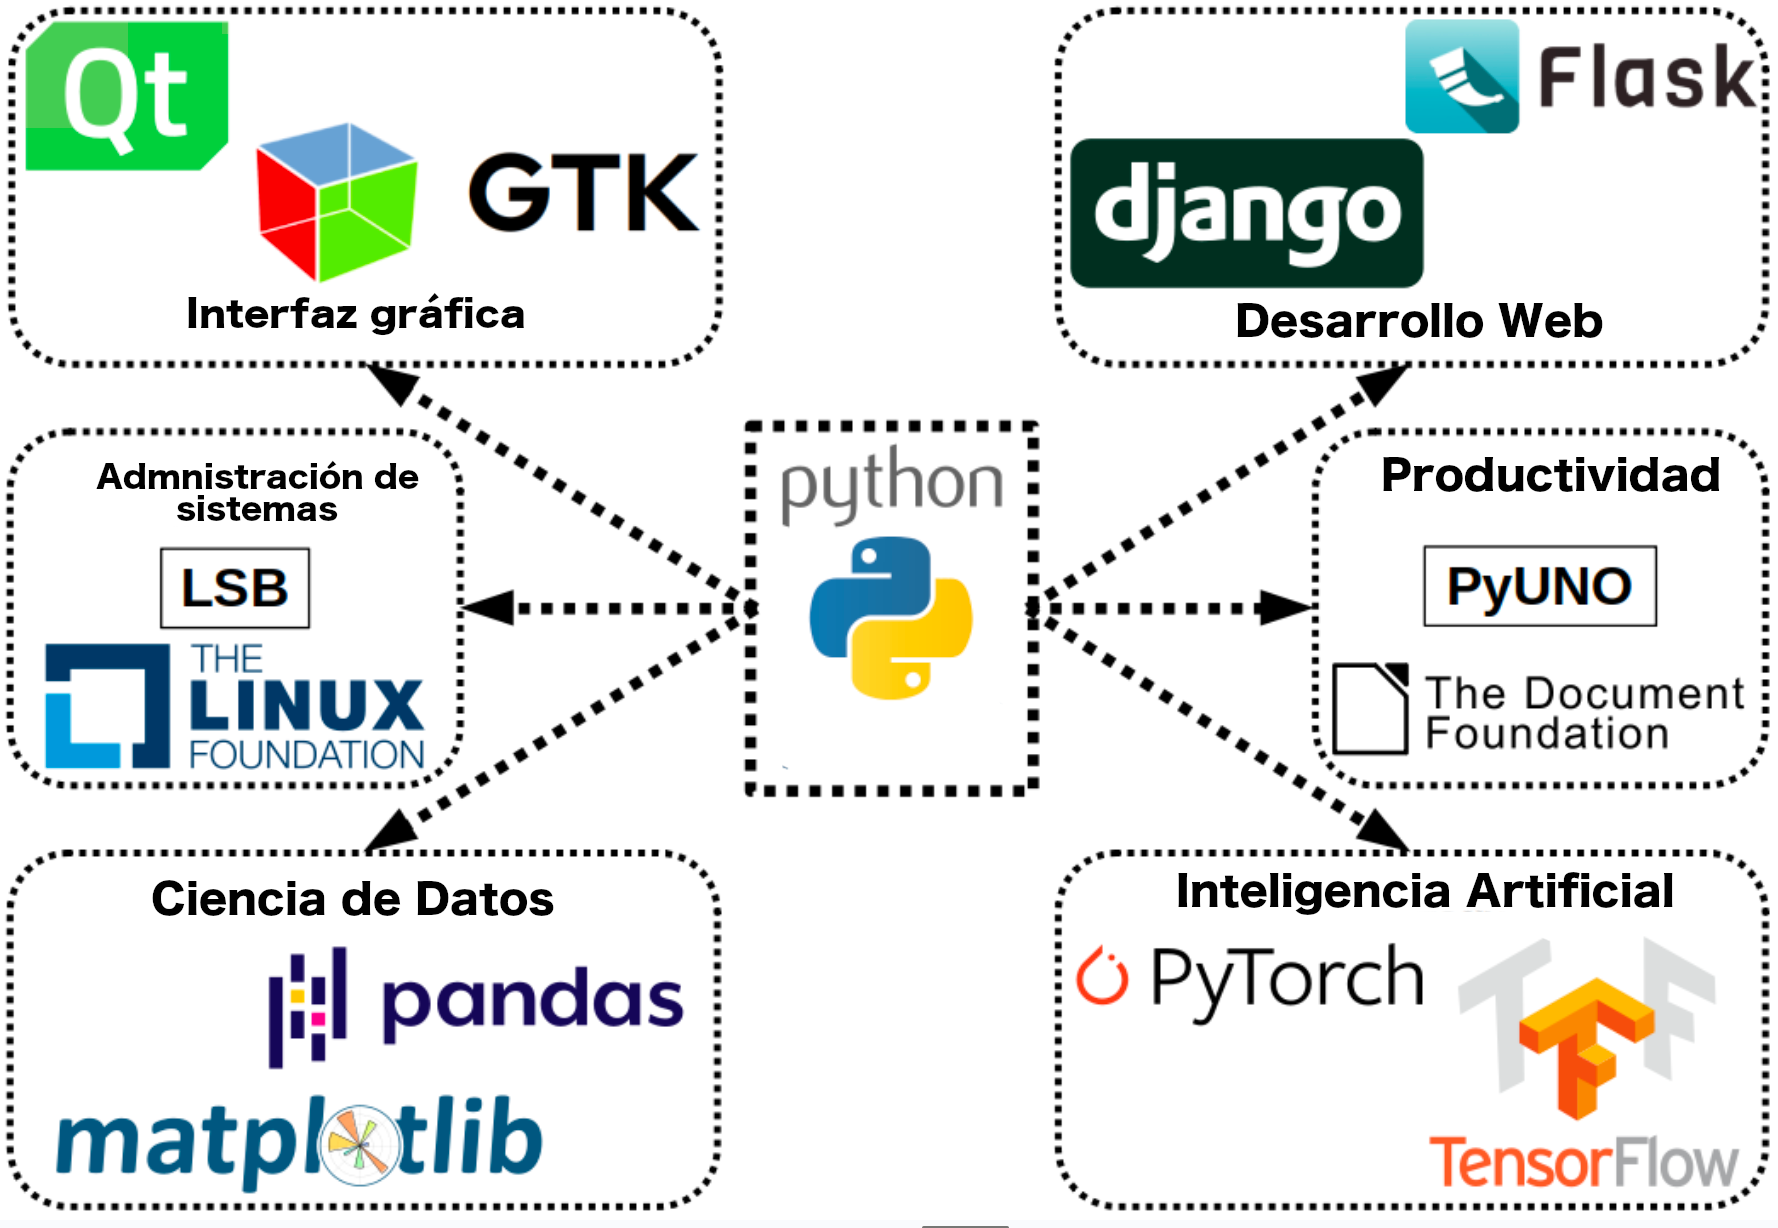 Qt
GTK
Interfaz gráfica
Flask
django
Desarrollo Web
Admnistración de
sistemas
LSB
THE
LINUX
FOUNDATION
python
Productividad
PyUNO
The Document
Foundation
Ciencia de Datos
pandas
matplotlib
Inteligencia Artificial
PyTorch
TF
TensorFlow